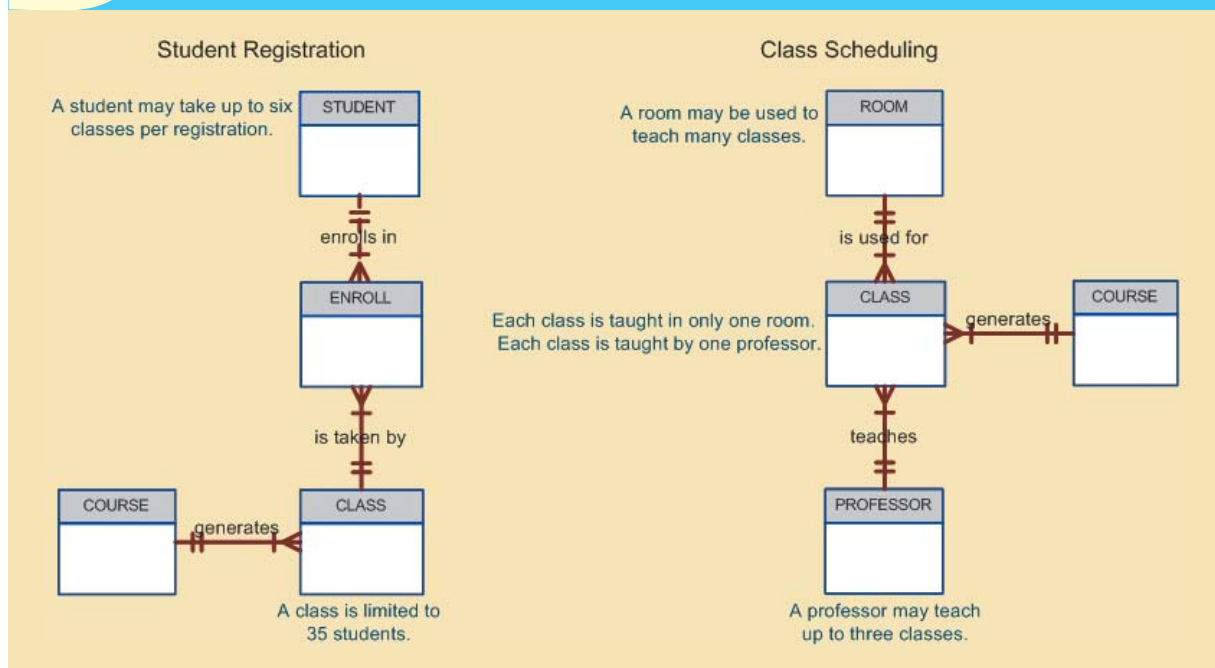 Student Registration
A student may take up to six
classes per registration.
STUDENT
enrolls in
ENROLL
is taken by
COURSE
generates
CLASS
A class is limited to
35 students.
Class Scheduling
A room may be used to
teach many classes.
ROOM
is used for
CLASS
generates
COURSE
Each class is taught in only one room.
Each class is taught by one professor.
teaches
PROFESSOR
A professor may teach
up to three classes.